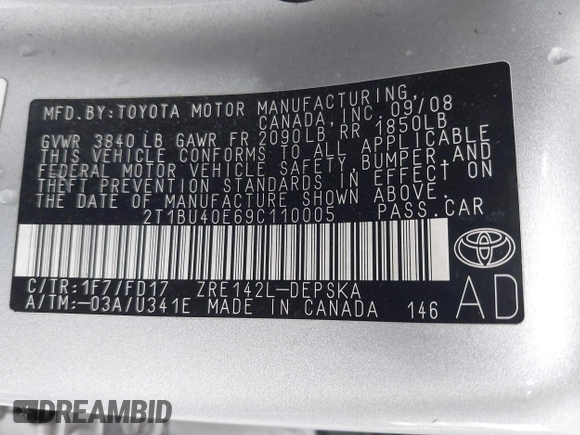 MFD.BY:TOYOTA MOTOR MANUFACTURING,
CANADA, INC. 09/08
GVWR 3840LB GAWR FR 2090LB RR 1850LB
THIS VEHICLE CONFORMS TO ALL APPLICABLE
FEDERAL MOTOR VEHICLE SAFETY, BUMPER, AND
THEFT PREVENTION STANDARDS IN EFFECT ON
THE DATE OF MANUFACTURE SHOWN ABOVE.
2T1BU40E69C110005 PASS.CAR
C/TR:1F7/FD17 ZRE142L-DEPSKA
A/TM:-03A/U341E MADE IN CANADA 146
AD
DREAMBID